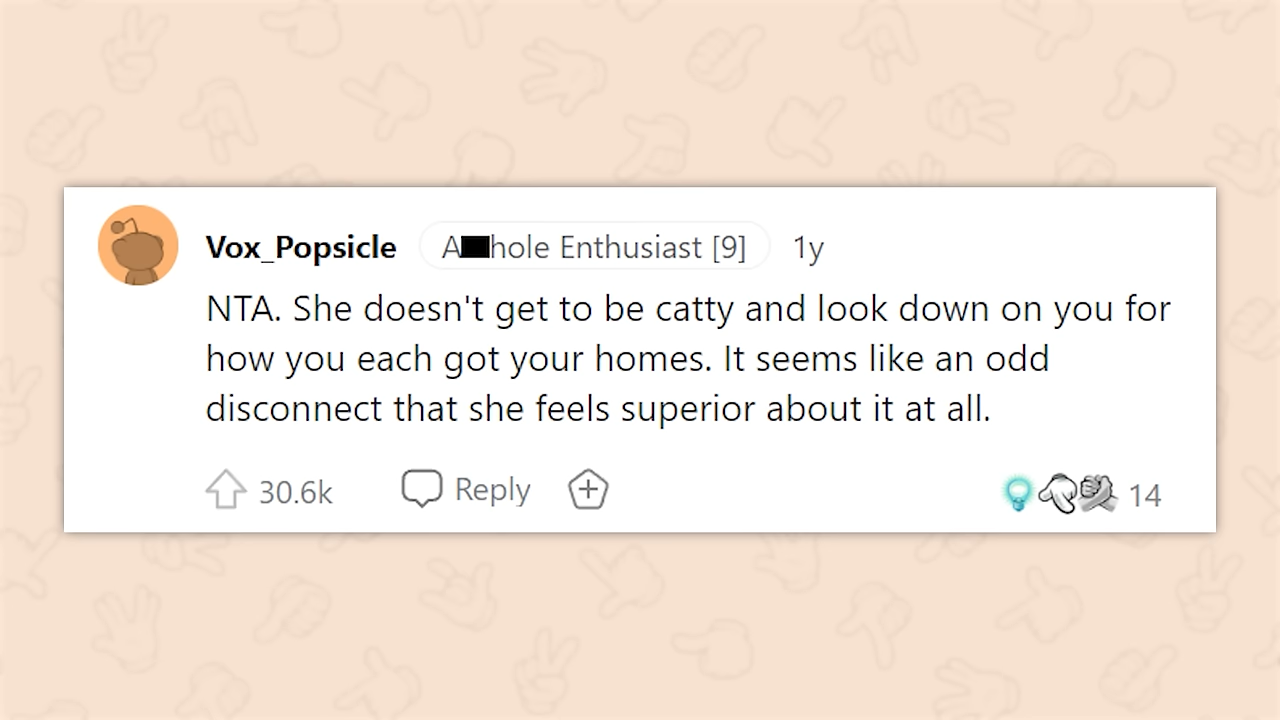 Vox_Popsicle A■hole Enthusiast [9] 1y
NTA. She doesn't get to be catty and look down on you for
how you each got your homes. It seems like an odd
disconnect that she feels superior about it at all.
30.6k Reply 14